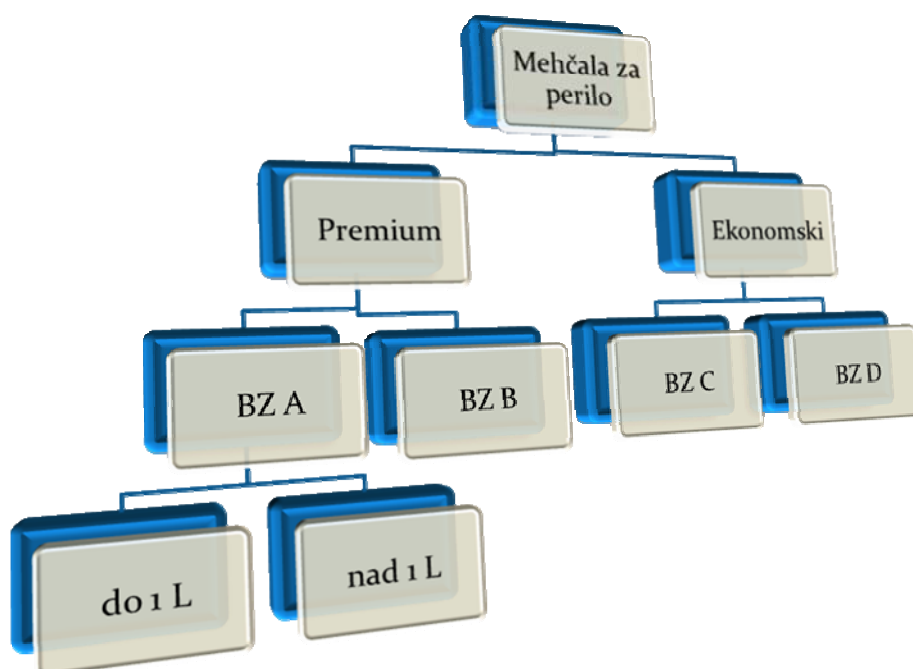 Mehčala za
perilo
Premium
Ekonomski
BZ A
BZ B
BZ C
BZ D
do 1 L
nad 1 L